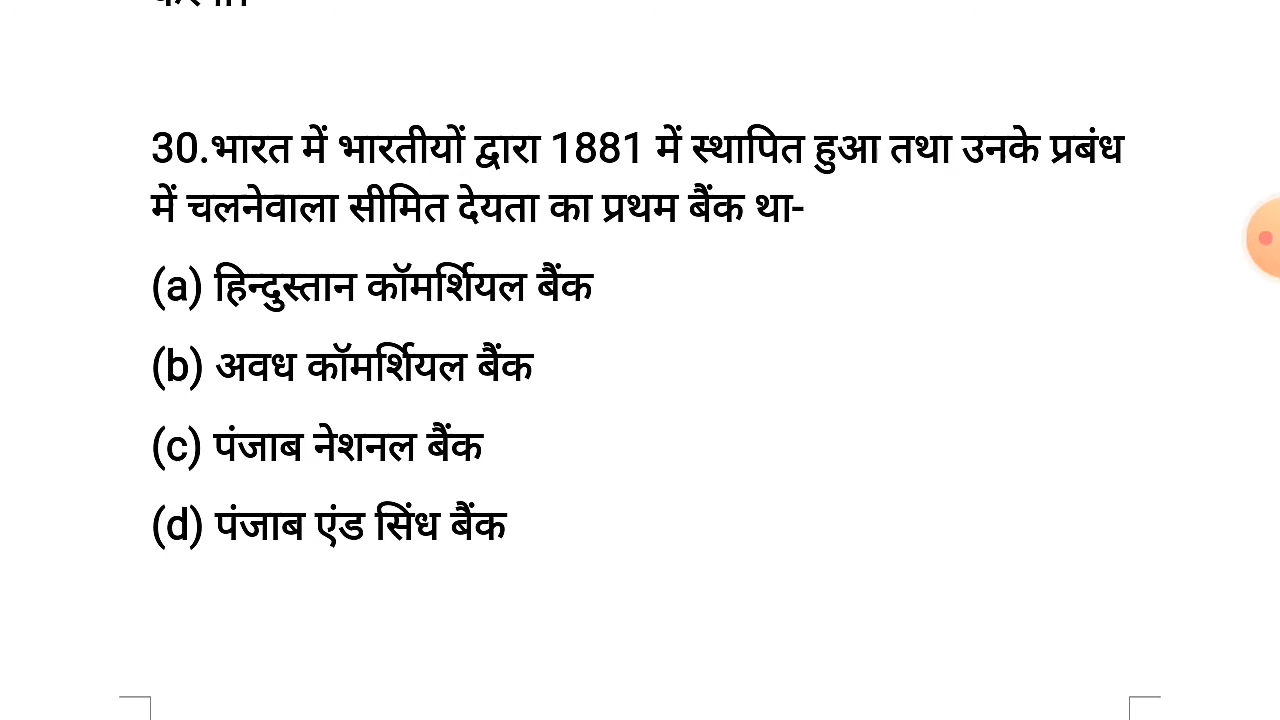 30.भारत में भारतीयों द्वारा 1881 में स्थापित हुआ तथा उनके प्रबंध
में चलनेवाला सीमित देयता का प्रथम बैंक था-
(a) हिन्दुस्तान कॉमर्शियल बैंक
(b) अवध कॉमर्शियल बैंक
(c) पंजाब नेशनल बैंक
(d) पंजाब एंड सिंध बैंक